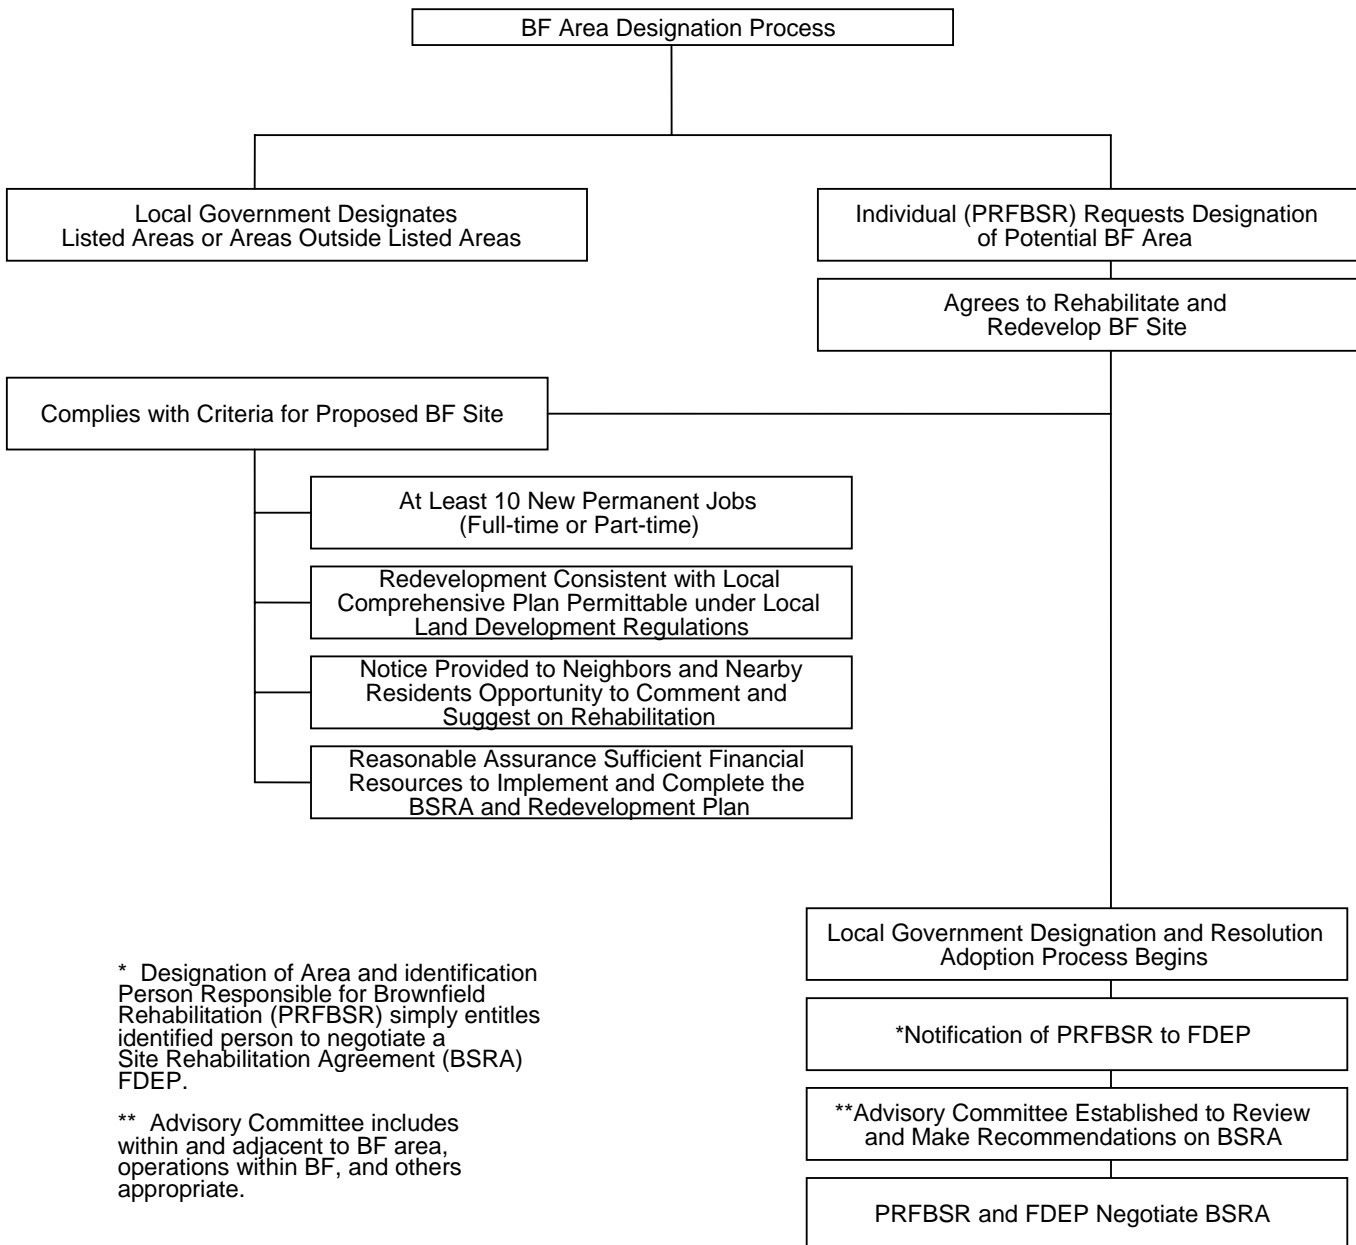 BF Area Designation Process
Local Government Designates
Listed Areas or Areas Outside Listed Areas
Individual (PRFBSR) Requests Designation
of Potential BF Area
Agrees to Rehabilitate and
Redevelop BF Site
Complies with Criteria for Proposed BF Site
At Least 10 New Permanent Jobs
(Full-time or Part-time)
Redevelopment Consistent with Local
Comprehensive Plan Permittable under Local
Land Development Regulations
Notice Provided to Neighbors and Nearby
Residents Opportunity to Comment and
Suggest on Rehabilitation
Reasonable Assurance Sufficient Financial
Resources to Implement and Complete the
BSRA and Redevelopment Plan
Local Government Designation and Resolution
Adoption Process Begins
*Notification of PRFBSR to FDEP
**Advisory Committee Established to Review
and Make Recommendations on BSRA
PRFBSR and FDEP Negotiate BSRA
* Designation of Area and identification
Person Responsible for Brownfield
Rehabilitation (PRFBSR) simply entitles
identified person to negotiate a
Site Rehabilitation Agreement (BSRA)
FDEP.
** Advisory Committee includes
within and adjacent to BF area,
operations within BF, and others
appropriate.